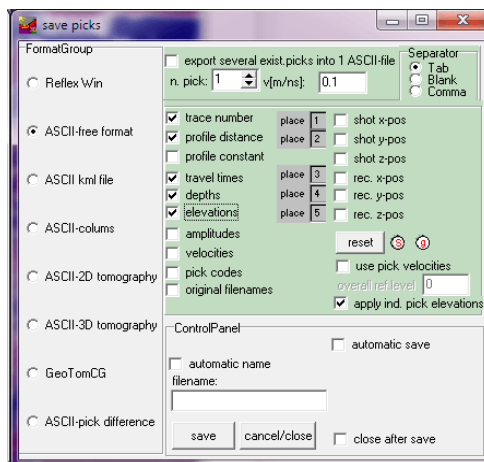 save picks
FormatGroup
Reflex Win
ASCII-free format
ASCII kml file
ASCII-colums
ASCII-2D tomography
ASCII-3D tomography
GeoTomCG
ASCII-pick difference
export several exist.picks into 1 ASCII-file
n. pick: 1 v[m/ns]: 0.1
Separator
Tab
Blank
Comma
trace number place 1 shot x-pos
profile distance place 2 shot y-pos
profile constant shot z-pos
travel times place 3 rec. x-pos
depths place 4 rec. y-pos
elevations place 5 rec. z-pos
amplitudes
velocities
pick codes
original filenames
reset S g
use pick velocities
overall ref.level 0
apply ind. pick elevations
ControlPanel
automatic save
automatic name
filename:
save cancel/close close after save